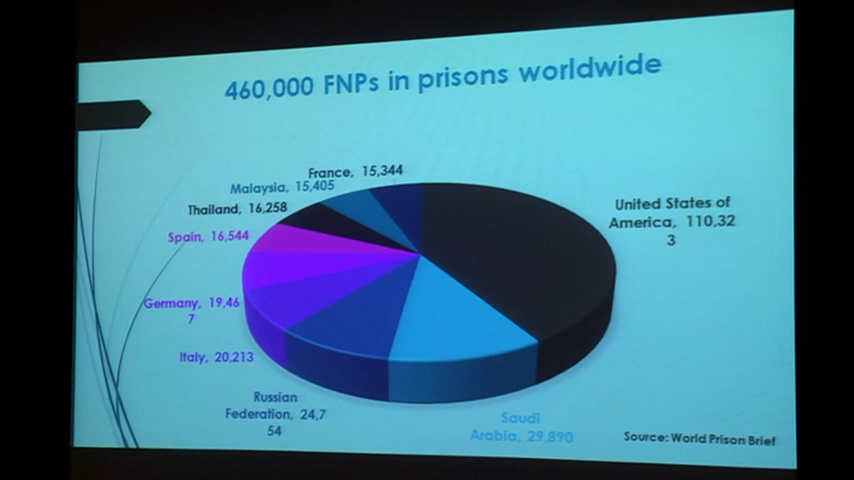 460,000 FNPs in prisons worldwide
France, 15,344
Malaysia, 15,405
Thailand, 16,258
Spain, 16,544
Germany, 19,46
7
Italy, 20,213
Russian
Federation, 24,7
54
Saudi
Arabia, 29,890
United States of
America, 110,32
3
Source: World Prison Brief